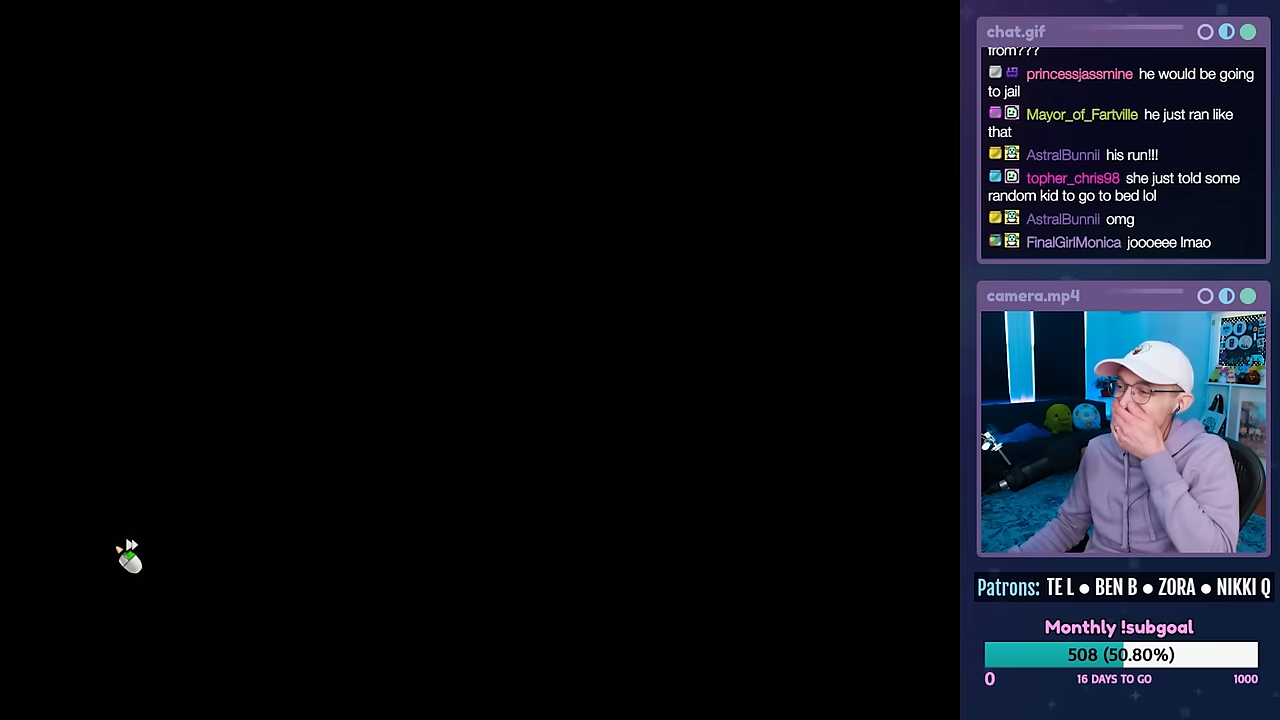 chat.gif
from???
princessjassmine he would be going
to jail
Mayor_of_Fartville he just ran like
that
AstralBunnii his run!!!
topher_chris98 she just told some
random kid to go to bed lol
AstralBunnii omg
FinalGirlMonica joooeee lmao
camera.mp4
Patrons: TE L ● BEN B ● ZORA ● NIKKI Q
Monthly !subgoal
508 (50.80%)
0 16 DAYS TO GO 1000